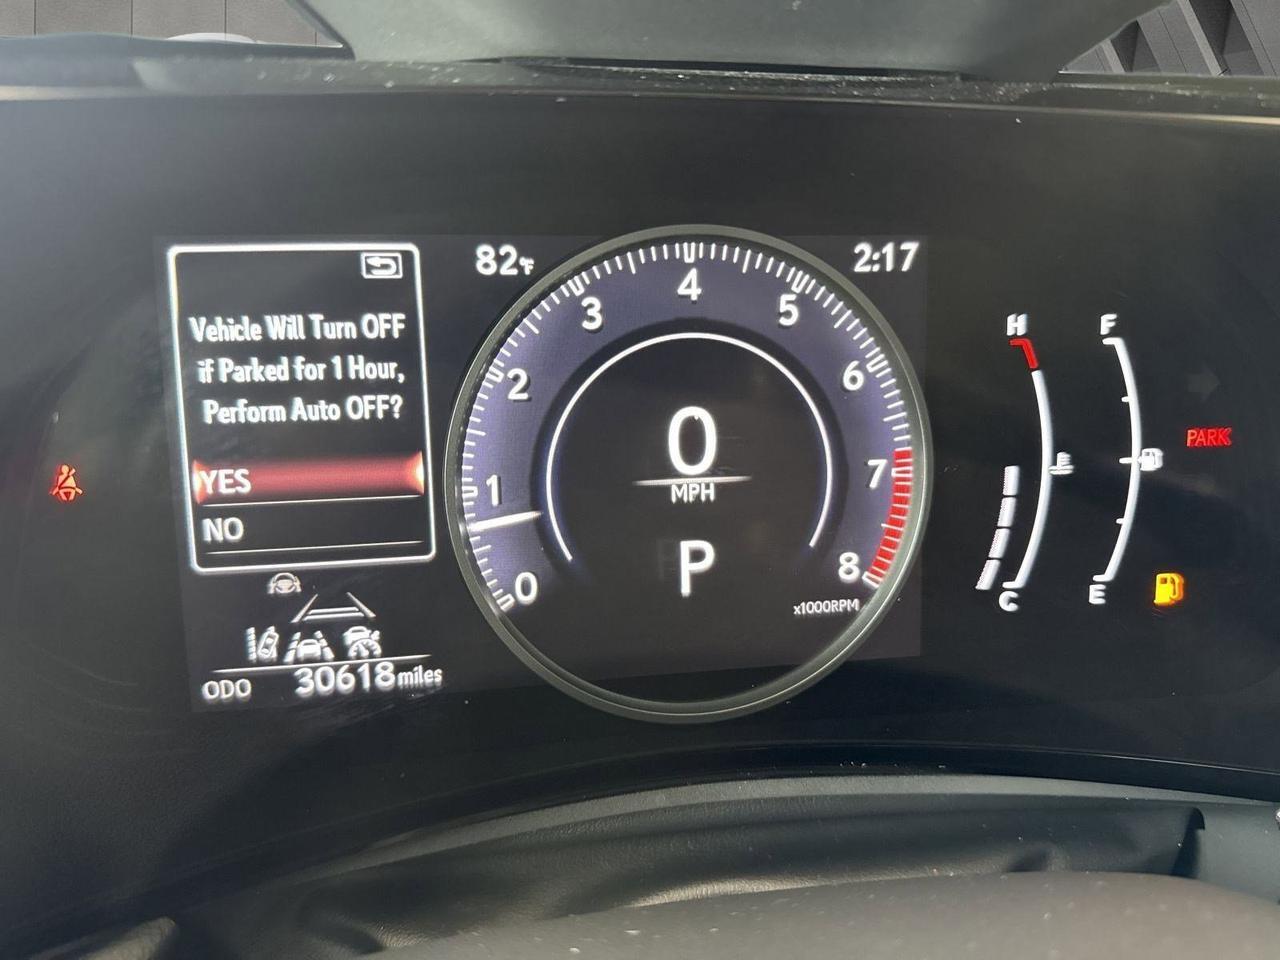 82°F
2:17
Vehicle Will Turn OFF
if Parked for 1 Hour,
Perform Auto OFF?
YES
NO
ODO 30618 miles
0
1
2
3
4
5
6
7
8
x1000RPM
0
MPH
P
H
C
F
E
PARK